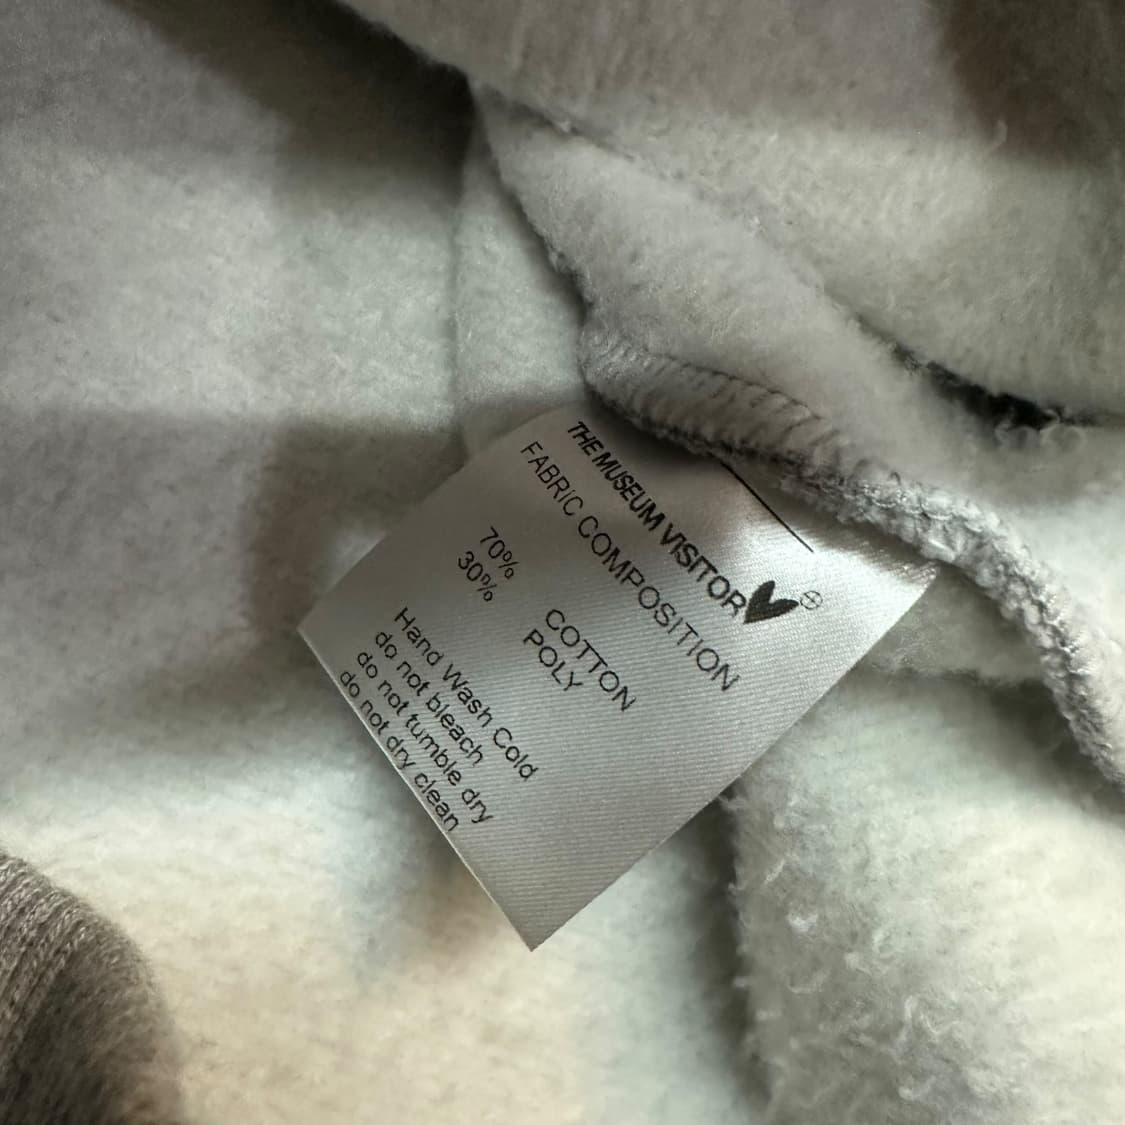 THE MUSEUM VISITOR
FABRIC COMPOSITION
70% COTTON
30% POLY
Hand Wash Cold
do not bleach
do not tumble dry
do not dry clean